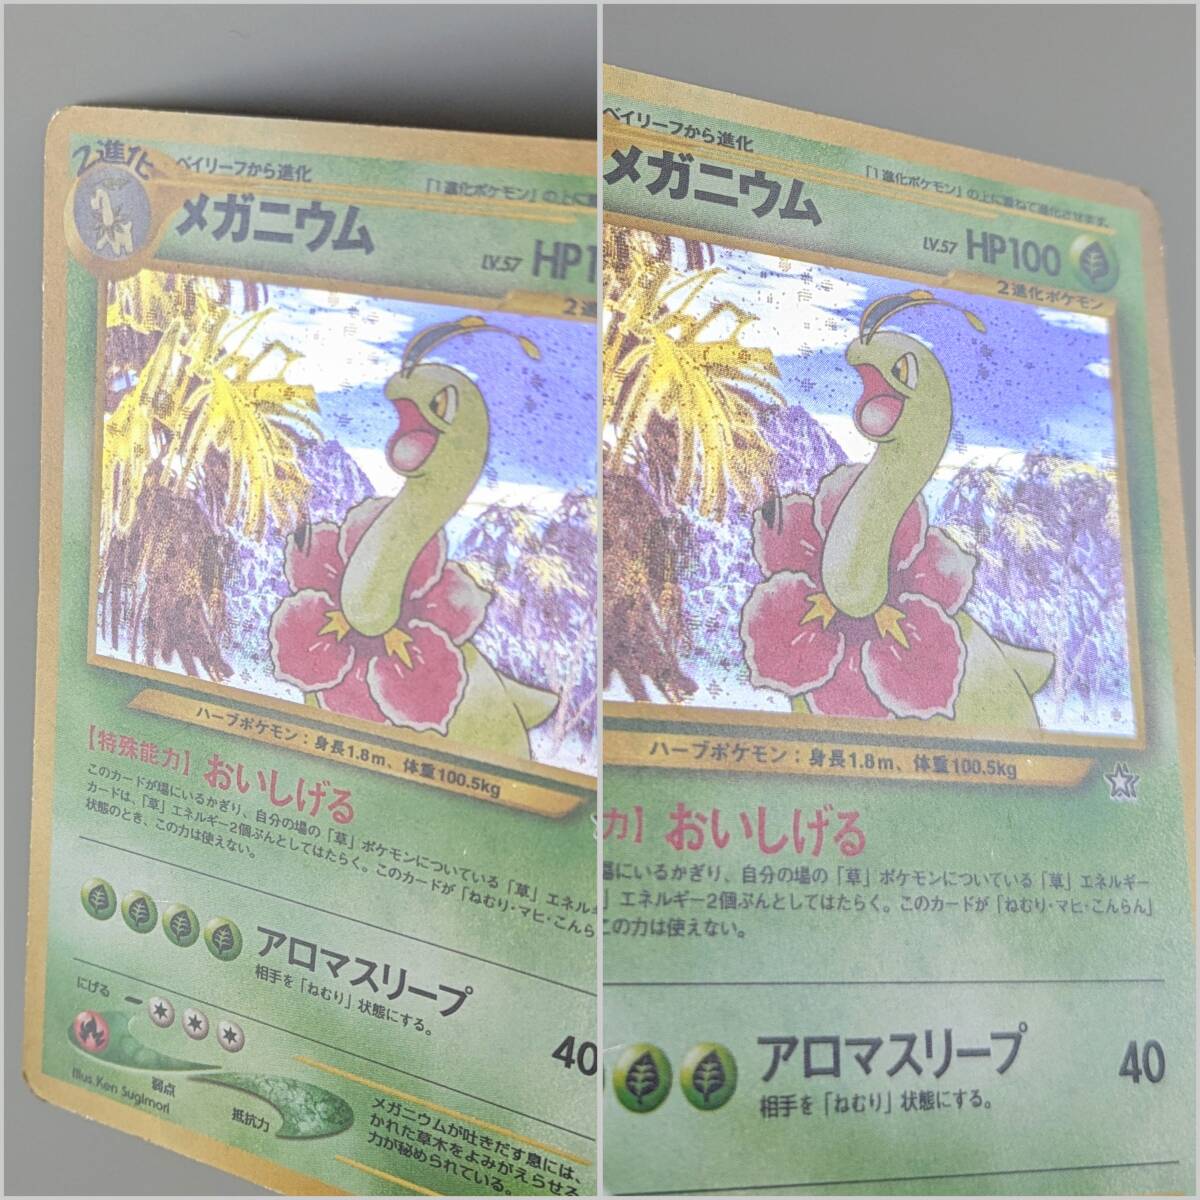 2進化
ベイリーフから進化
「1進化ポケモン」の上に
メガニウム
LV.57 HP1
2進
ハーブポケモン：身長1.8m、体重100.5kg
【特殊能力】 おいしげる
このカードが場にいるかぎり、自分の場の「草」ポケモンについている「草」エネル
カードは、「草」エネルギー2個ぶんとしてはたらく。このカードが「ねむり・マヒ・こんら
状態のとき、この力は使えない。
アロマスリープ
相手を「ねむり」状態にする。
40
にげる
弱点
抵抗力
Illus. Ken Sugimori
メガニウムが吐きだす息には、
かれた草木をよみがえらせる
力が秘められている。
ベイリーフから進化
「1進化ポケモン」の上に重ねて進化させます。
メガニウム
LV.57 HP100
2進化ポケモン
ハーブポケモン：身長1.8m、体重100.5kg
力】 おいしげる
場にいるかぎり、自分の場の「草」ポケモンについている「草」エネルギー
」エネルギー2個ぶんとしてはたらく。このカードが「ねむり・マヒ・こんらん」
この力は使えない。
アロマスリープ
40
相手を「ねむり」状態にする。